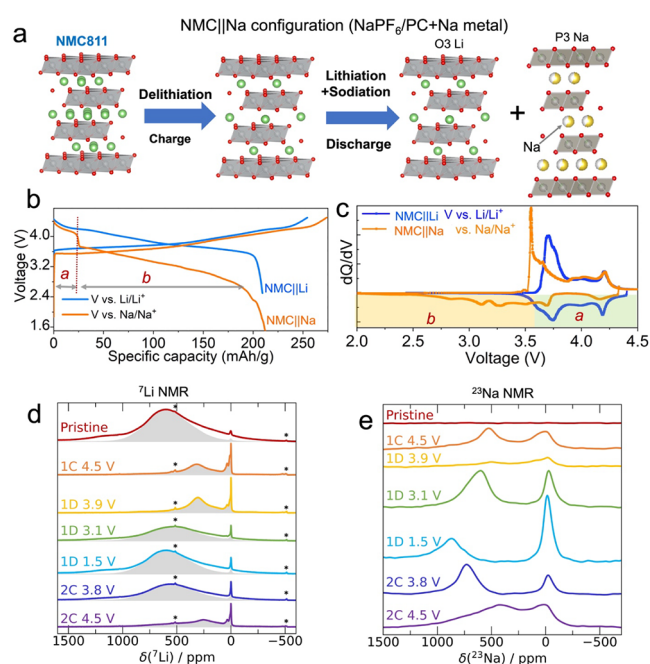 NMC||Na configuration (NaPF6/PC+Na metal)
a
NMC811
Delithiation
Charge
Lithiation
+Sodiation
Discharge
O3 Li
+
P3 Na
Na
b
Voltage (V)
4.0
3.2
2.4
1.6
a
b
V vs. Li/Li+
V vs. Na/Na+
NMC||Li
NMC||Na
0 50 100 150 200 250
Specific capacity (mAh/g)
c
dQ/dV
NMC||Li V vs. Li/Li+
NMC||Na vs. Na/Na+
b
a
2.0 2.5 3.0 3.5 4.0 4.5
Voltage (V)
d
7Li NMR
Pristine
1C 4.5 V
1D 3.9 V
1D 3.1 V
1D 1.5 V
2C 3.8 V
2C 4.5 V
* *
* *
* *
* *
* *
* *
* *
1500 1000 500 0 −500
δ(7Li) / ppm
e
23Na NMR
Pristine
1C 4.5 V
1D 3.9 V
1D 3.1 V
1D 1.5 V
2C 3.8 V
2C 4.5 V
1500 1000 500 0 −500
δ(23Na) / ppm